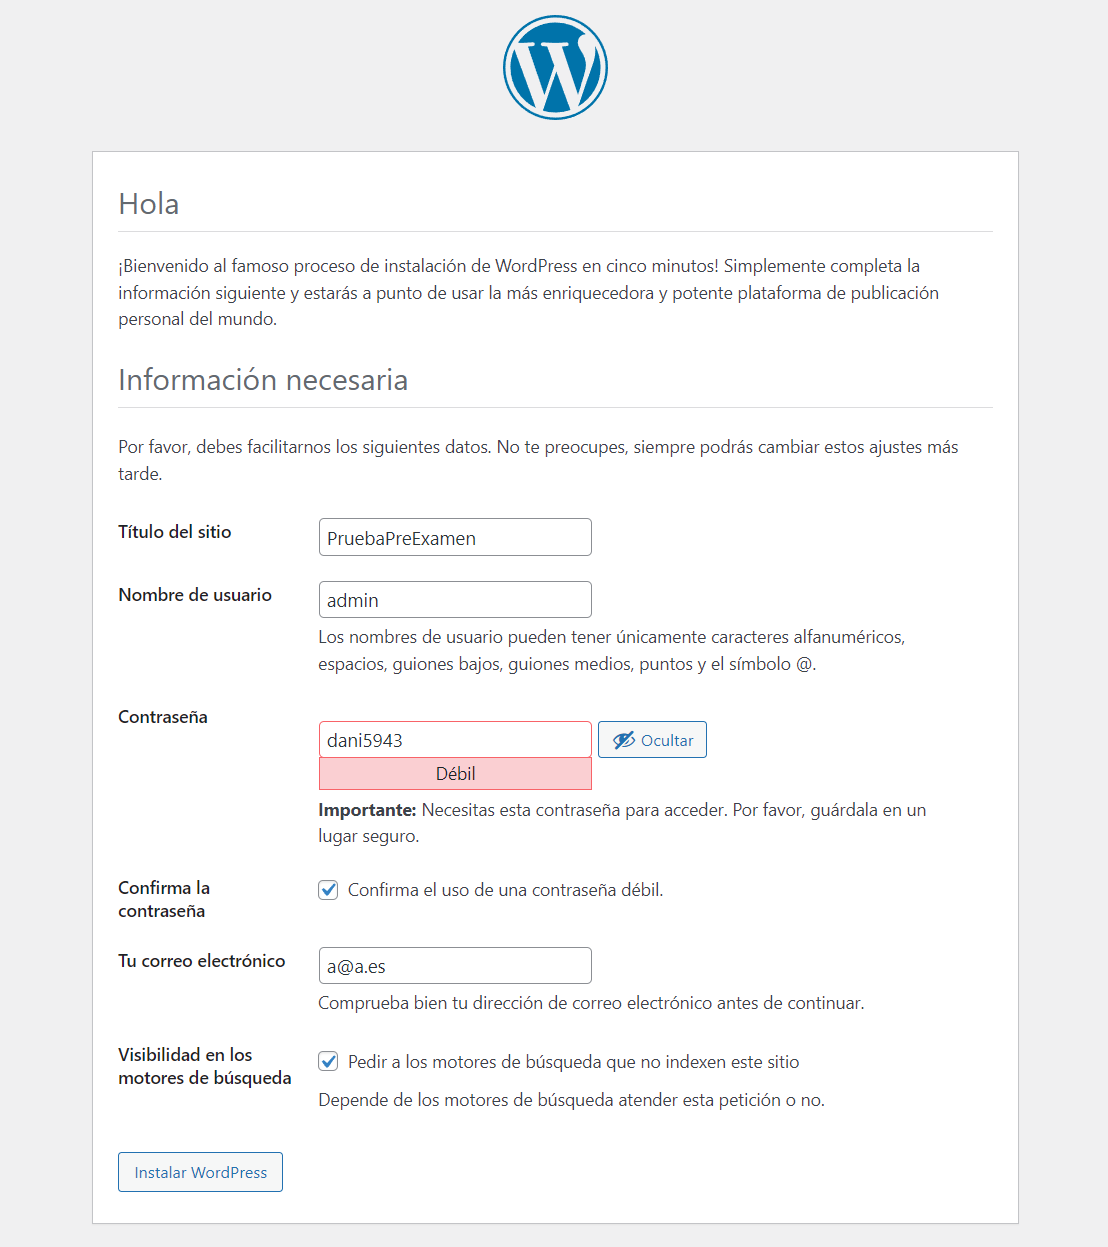 Hola
¡Bienvenido al famoso proceso de instalación de WordPress en cinco minutos! Simplemente completa la
información siguiente y estarás a punto de usar la más enriquecedora y potente plataforma de publicación
personal del mundo.
Información necesaria
Por favor, debes facilitarnos los siguientes datos. No te preocupes, siempre podrás cambiar estos ajustes más
tarde.
Título del sitio
PruebaPreExamen
Nombre de usuario
admin
Los nombres de usuario pueden tener únicamente caracteres alfanuméricos,
espacios, guiones bajos, guiones medios, puntos y el símbolo @.
Contraseña
dani5943
Ocultar
Débil
Importante: Necesitas esta contraseña para acceder. Por favor, guárdala en un
lugar seguro.
Confirma la
contraseña
Confirma el uso de una contraseña débil.
Tu correo electrónico
a@a.es
Comprueba bien tu dirección de correo electrónico antes de continuar.
Visibilidad en los
motores de búsqueda
Pedir a los motores de búsqueda que no indexen este sitio
Depende de los motores de búsqueda atender esta petición o no.
Instalar WordPress